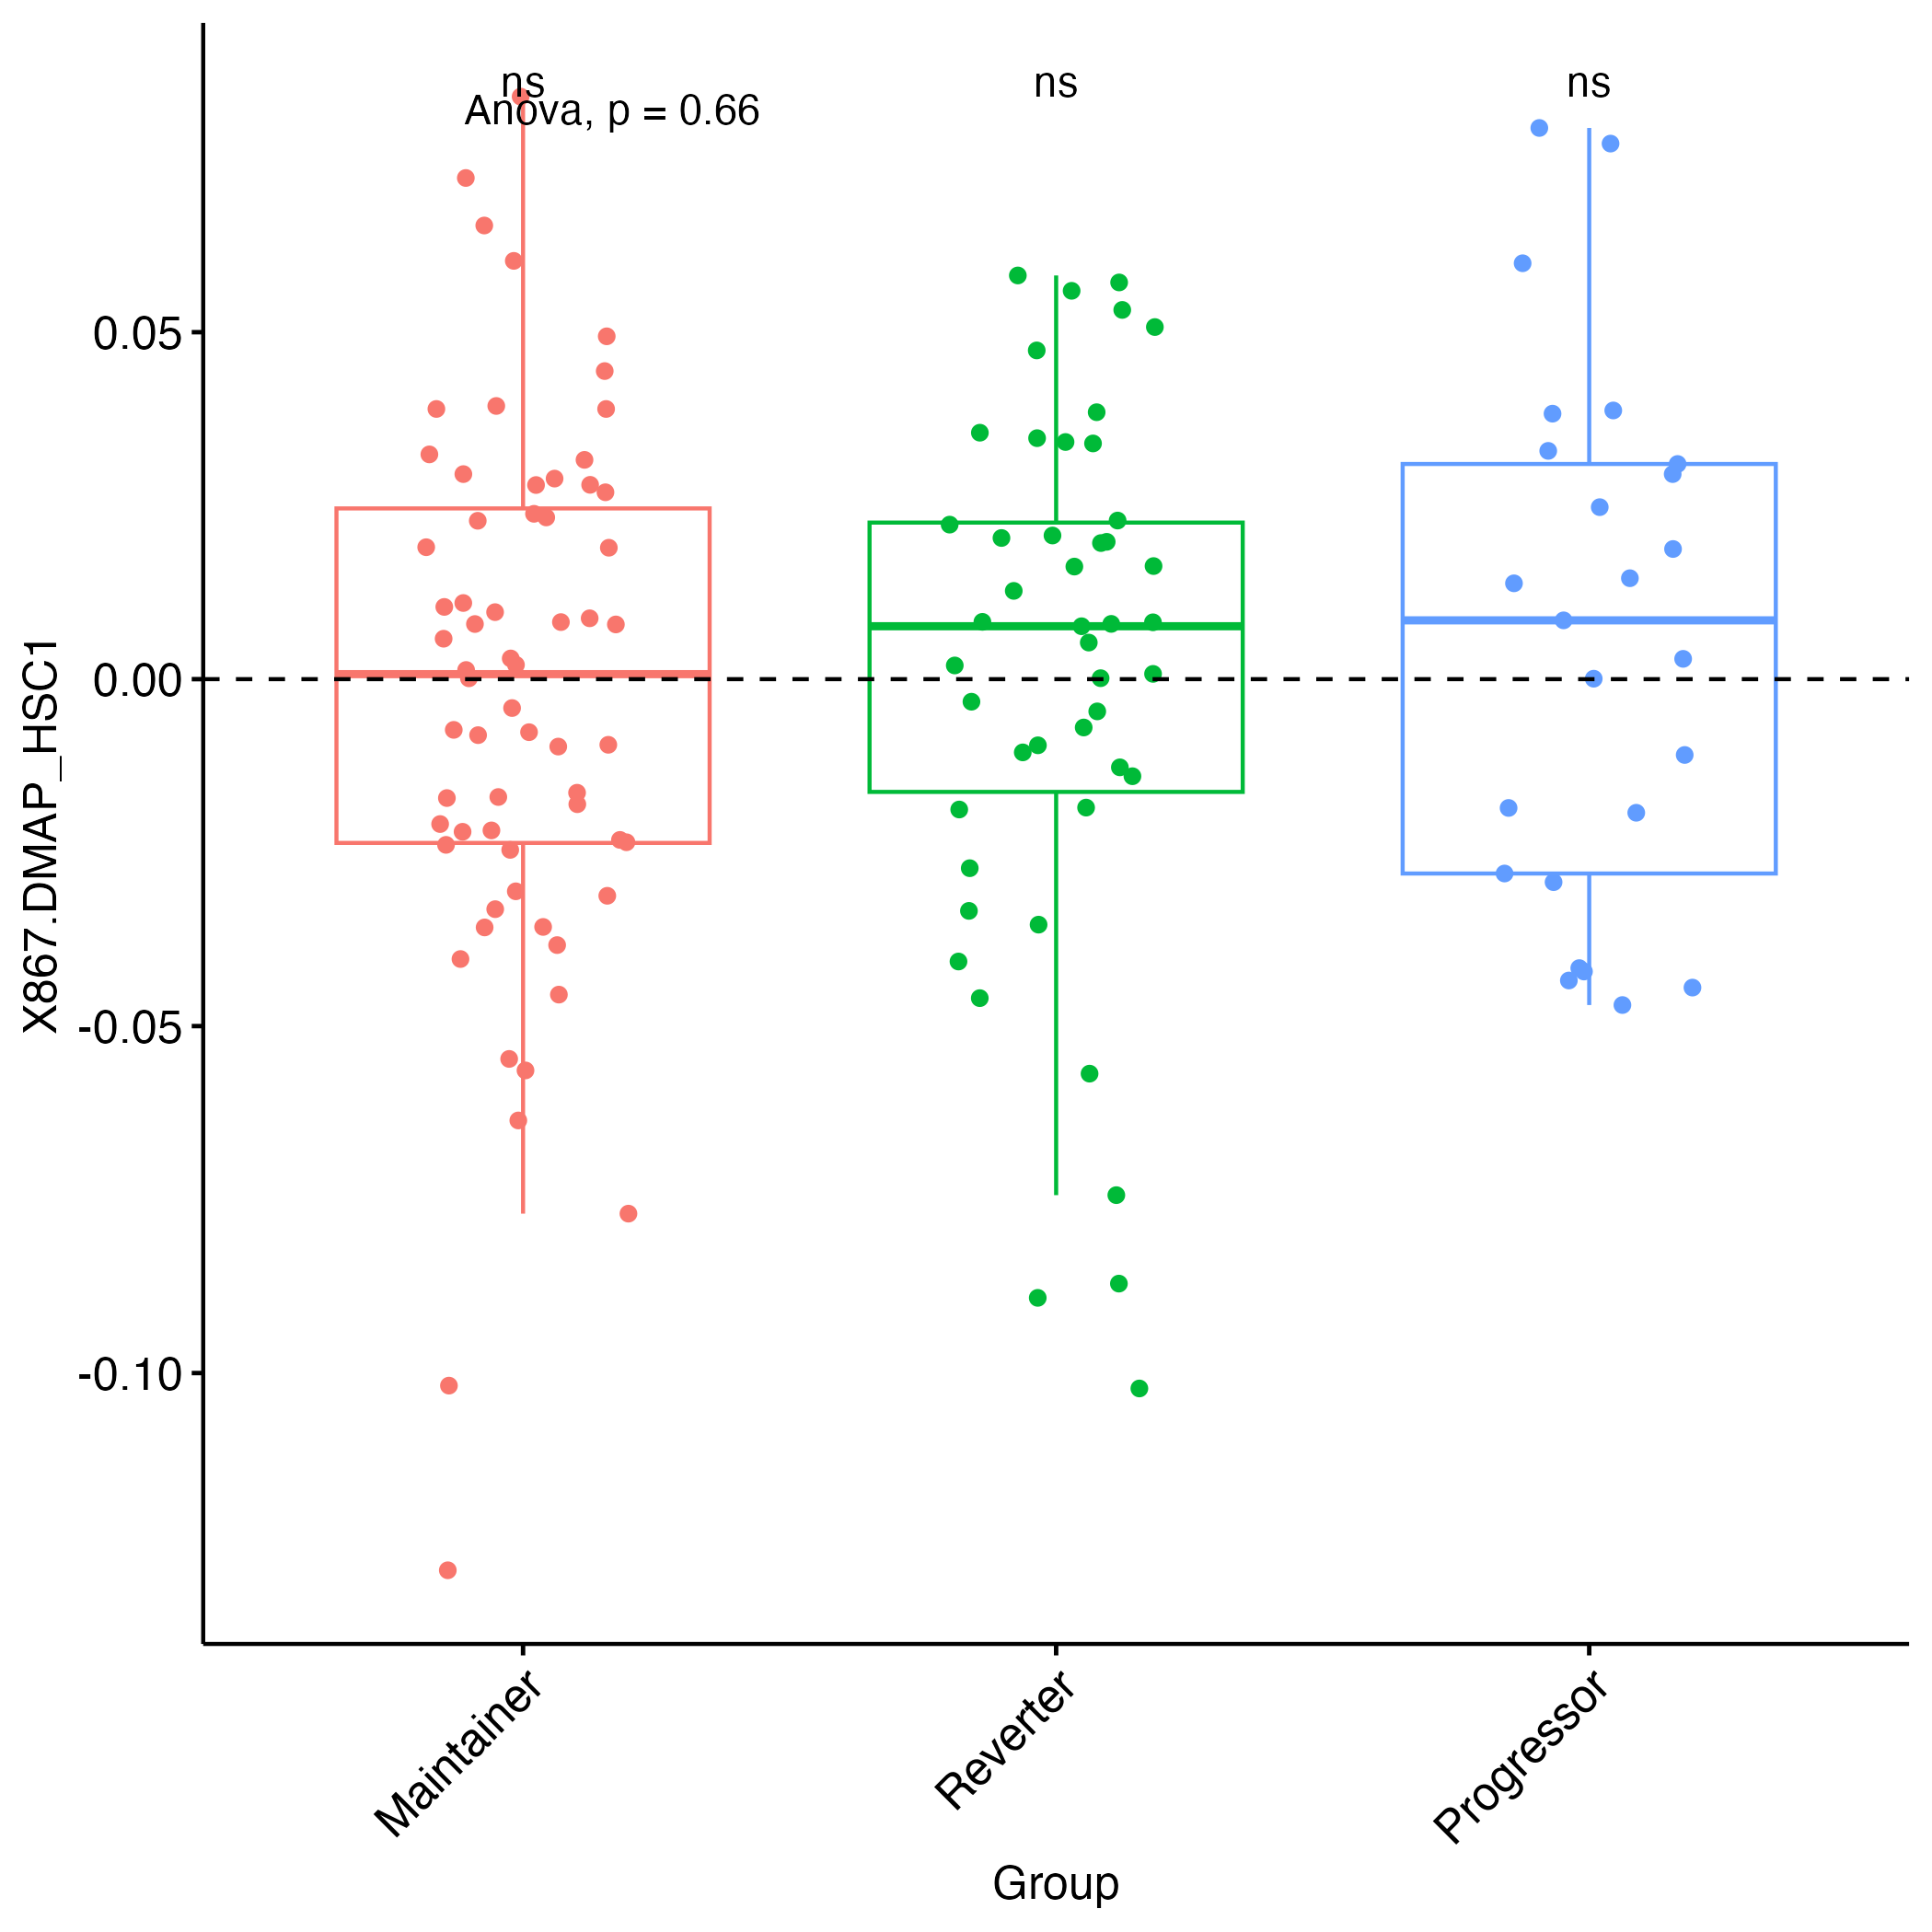 ns ns ns
Anova, p = 0.66
0.05
0.00
-0.05
-0.10
X867.DMAP_HSC1
Maintainer Reverter Progressor
Group